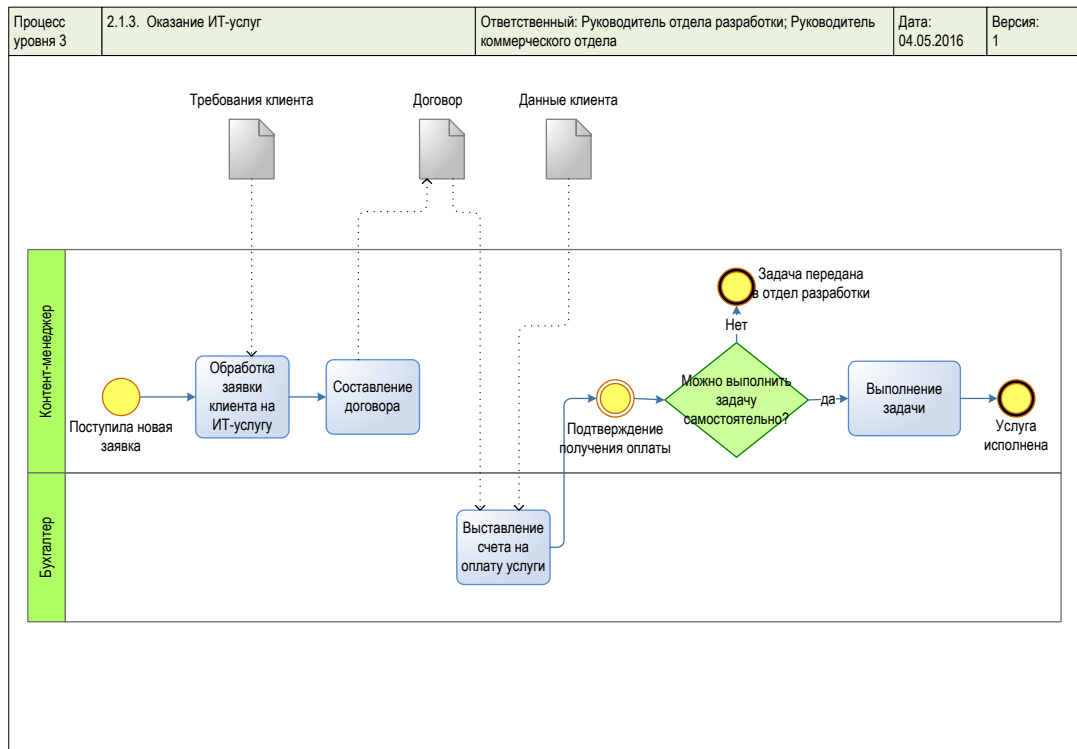 Процесс
уровня 3
2.1.3. Оказание ИТ-услуг
Ответственный: Руководитель отдела разработки; Руководитель
коммерческого отдела
Дата:
04.05.2016
Версия:
1
Требования клиента
Договор
Данные клиента
Контент-менеджер
Поступила новая
заявка
Обработка
заявки
клиента на
ИТ-услугу
Составление
договора
Подтверждение
получения оплаты
Задача передана
в отдел разработки
Нет
Можно выполнить
задачу
самостоятельно?
да
Выполнение
задачи
Услуга
исполнена
Бухгалтер
Выставление
счета на
оплату услуги